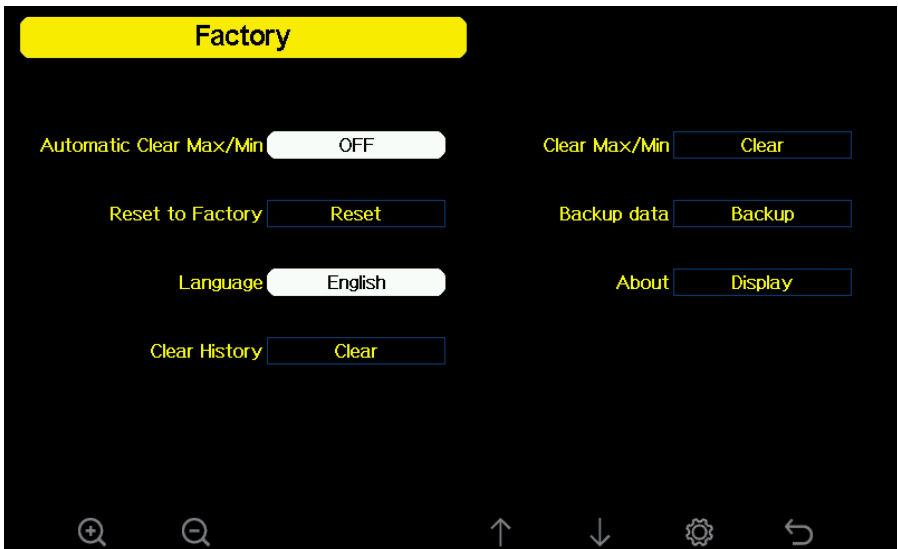 Factory
Automatic Clear Max/Min OFF Clear Max/Min Clear
Reset to Factory Reset Backup data Backup
Language English About Display
Clear History Clear